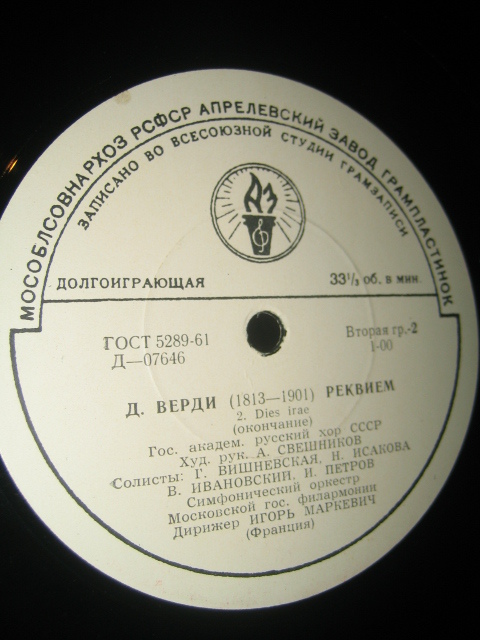 МОСОБЛСОВНАРХОЗ РСФСР АПРЕЛЕВСКИЙ ЗАВОД ГРАМПЛАСТИНОК
ЗАПИСАНО ВО ВСЕСОЮЗНОЙ СТУДИИ ГРАМЗАПИСИ
АЗ
ДОЛГОИГРАЮЩАЯ 33⅓ об. в мин.
ГОСТ 5289-61 Вторая гр.-2
Д—07646 1-00
Д. ВЕРДИ (1813—1901) РЕКВИЕМ
2. Dies irae
(окончание)
Гос. академ. русский хор СССР
Худ. рук. А. СВЕШНИКОВ
Солисты: Г. ВИШНЕВСКАЯ, Н. ИСАКОВА
В. ИВАНОВСКИЙ, И. ПЕТРОВ
Симфонический оркестр
Московской гос. филармонии
Дирижер ИГОРЬ МАРКЕВИЧ
(Франция)